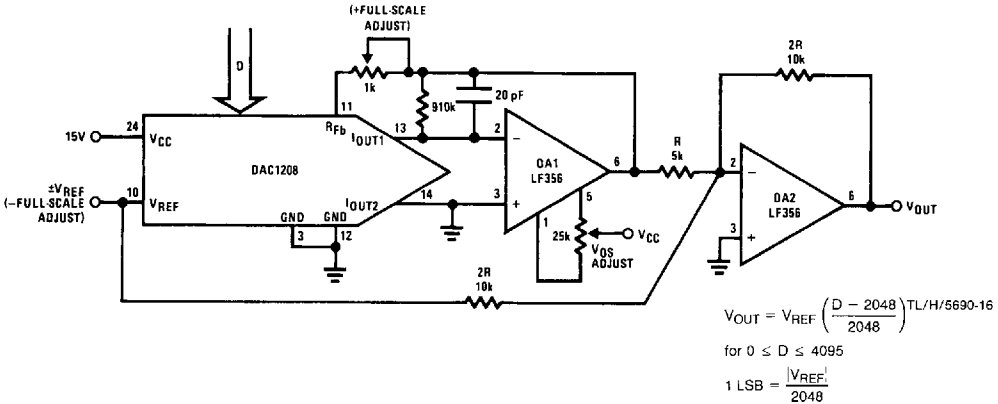 (+FULL-SCALE
ADJUST)
D
1k
11
910k
20 pF
RFb
15V
24
VCC
IOUT1
13
DAC1208
±VREF
(−FULL-SCALE
ADJUST)
10
VREF
IOUT2
14
GND
GND
3
12
2
−
OA1
LF356
6
3
+
5
1
25k
VCC
VOS
ADJUST
R
5k
2R
10k
2
−
OA2
LF356
6
VOUT
3
+
2R
10k
VOUT = VREF (D − 2048 / 2048) TL/H/5690-16
for 0 ≤ D ≤ 4095
1 LSB = |VREF| / 2048